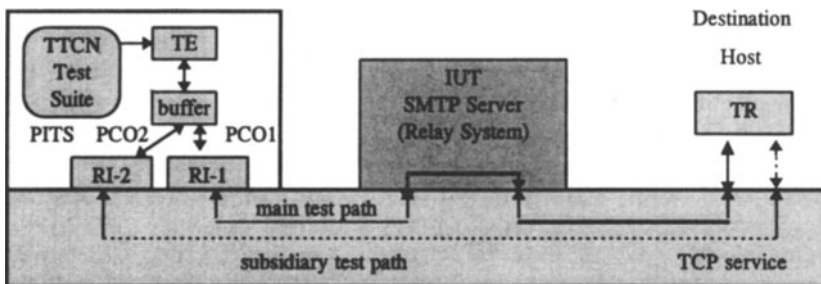 TTCN
Test
Suite
TE
buffer
PITS PCO2 PCO1
RI-2 RI-1
IUT
SMTP Server
(Relay System)
Destination
Host
TR
main test path
subsidiary test path
TCP service